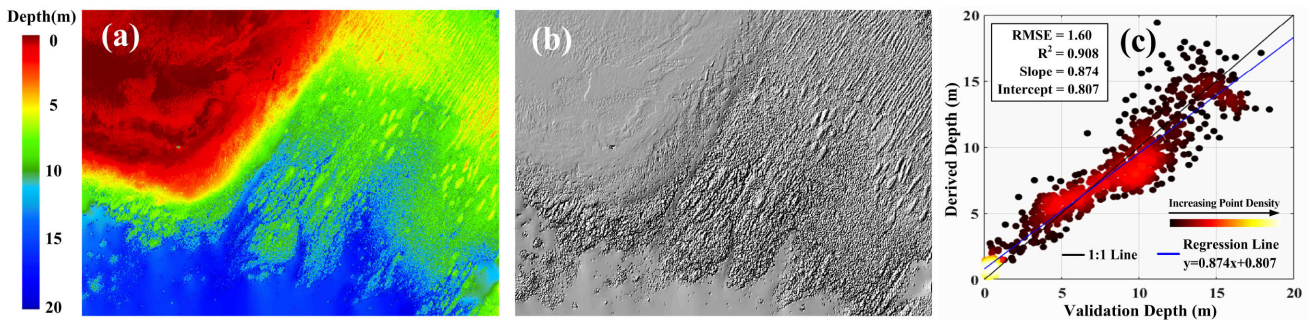 Depth(m)
0
5
10
15
20
(a)
(b)
(c)
RMSE = 1.60
R² = 0.908
Slope = 0.874
Intercept = 0.807
Derived Depth (m)
20
15
10
5
0
Increasing Point Density
1:1 Line
Regression Line
y=0.874x+0.807
0
5
10
15
20
Validation Depth (m)